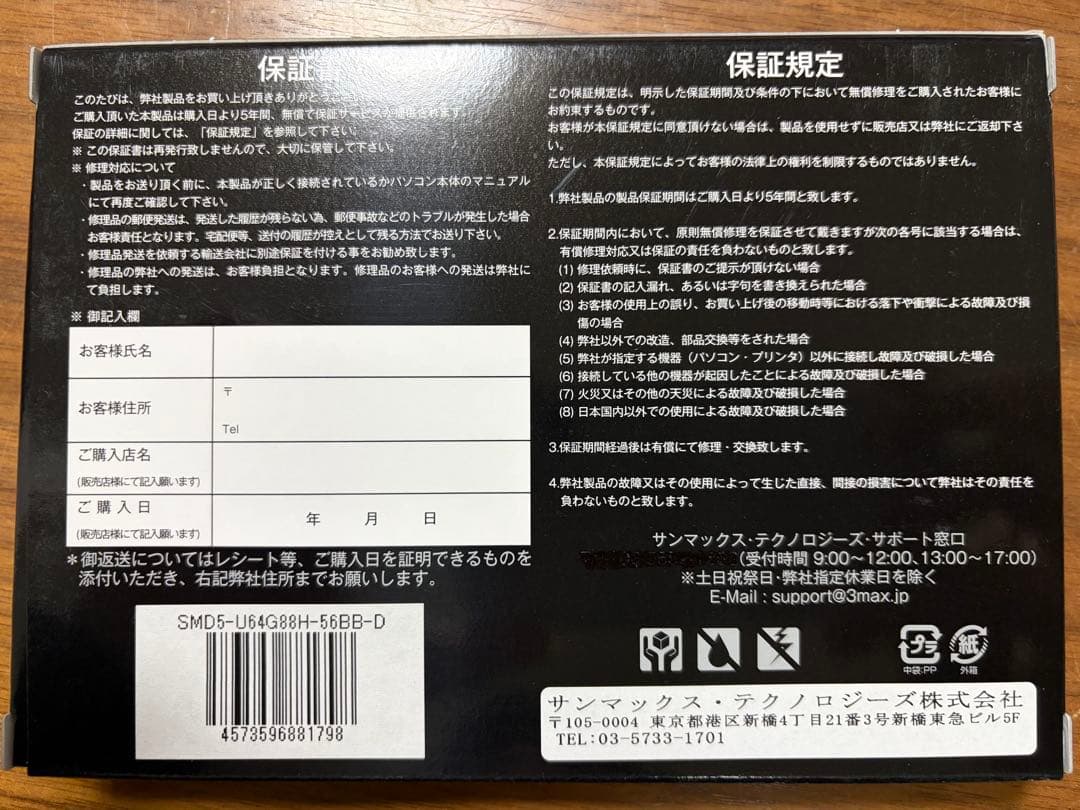 保証書
このたびは、弊社製品をお買い上げ頂きありがとうご
ご購入頂いた本製品は購入日より5年間、無償で保証サービスが提供されます。
保証の詳細に関しては、「保証規定」を参照して下さい。
※ この保証書は再発行致しませんので、大切に保管して下さい。
※ 修理対応について
・製品をお送り頂く前に、本製品が正しく接続されているかパソコン本体のマニュアル
にて再度ご確認して下さい。
・修理品の郵便発送は、発送した履歴が残らない為、郵便事故などのトラブルが発生した場合
お客様責任となります。宅配便等、送付の履歴が控えとして残る方法でお送り下さい。
・修理品発送を依頼する輸送会社に別途保証を付ける事をお勧め致します。
・修理品の弊社への発送は、お客様負担となります。修理品のお客様への発送は弊社に
て負担します。
※ 御記入欄
お客様氏名
お客様住所
〒
Tel
ご購入店名
(販売店様にて記入願います)
ご購入日
(販売店様にて記入願います)
年 月 日
*御返送についてはレシート等、ご購入日を証明できるものを
添付いただき、右記弊社住所までお願いします。
SMD5-U64G88H-56BB-D
4573596881798
保証規定
この保証規定は、明示した保証期間及び条件の下において無償修理をご購入されたお客様に
お約束するものです。
お客様が本保証規定に同意頂けない場合は、製品を使用せずに販売店又は弊社にご返却下さ
い。
ただし、本保証規定によってお客様の法律上の権利を制限するものではありません。
1.弊社製品の製品保証期間はご購入日より5年間と致します。
2.保証期間内において、原則無償修理を保証させて戴きますが次の各号に該当する場合は、
有償修理対応又は保証の責任を負わないものと致します。
(1) 修理依頼時に、保証書のご提示が頂けない場合
(2) 保証書の記入漏れ、あるいは字句を書き換えられた場合
(3) お客様の使用上の誤り、お買い上げ後の移動時等における落下や衝撃による故障及び損
傷の場合
(4) 弊社以外での改造、部品交換等をされた場合
(5) 弊社が指定する機器（パソコン・プリンタ）以外に接続し故障及び破損した場合
(6) 接続している他の機器が起因したことによる故障及び破損した場合
(7) 火災又はその他の天災による故障及び破損した場合
(8) 日本国内以外での使用による故障及び破損した場合
3.保証期間経過後は有償にて修理・交換致します。
4.弊社製品の故障又はその使用によって生じた直接、間接の損害について弊社はその責任を
負わないものと致します。
サンマックス・テクノロジーズ・サポート窓口
(受付時間 9:00〜12:00、13:00〜17:00)
※土日祝祭日・弊社指定休業日を除く
E-Mail : support@3max.jp
プラ
中袋:PP
紙
外箱
サンマックス・テクノロジーズ株式会社
〒105-0004 東京都港区新橋4丁目21番3号新橋東急ビル5F
TEL:03-5733-1701